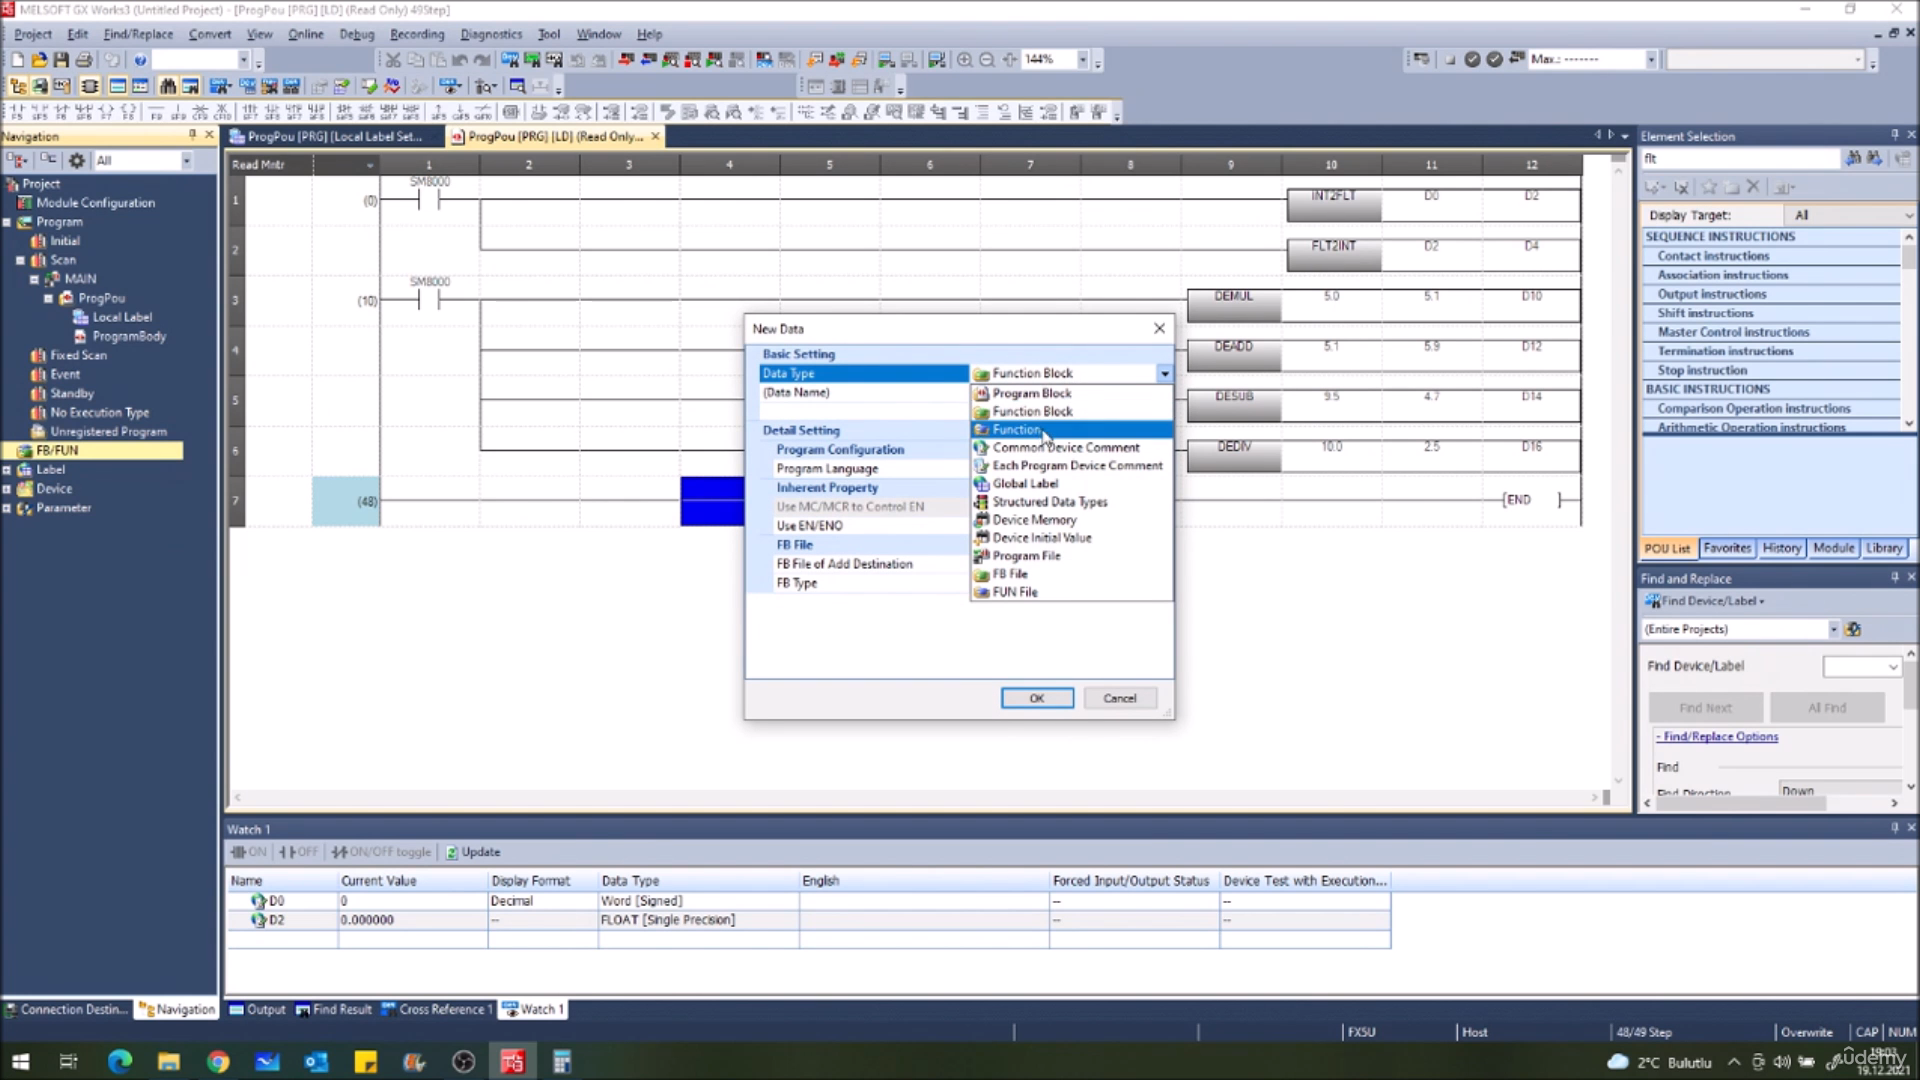 MELSOFT GX Works3 (Untitled Project) - [ProgPou [PRG] [LD] (Read Only) 49Step]
Project Edit Find/Replace Convert View Online Debug Recording Diagnostics Tool Window Help
144%
Max.: -------
Navigation
All
Project
Module Configuration
Program
Initial
Scan
MAIN
ProgPou
Local Label
ProgramBody
Fixed Scan
Event
Standby
No Execution Type
Unregistered Program
FB/FUN
Label
Device
Parameter
ProgPou [PRG] [Local Label Set...
ProgPou [PRG] [LD] (Read Only...
Read Mntr 1 2 3 4 5 6 7 8 9 10 11 12
1 (0) SM8000 INT2FLT D0 D2
2 FLT2INT D2 D4
3 (10) SM8000 DEMUL 5.0 5.1 D10
4 DEADD 5.1 5.9 D12
5 DESUB 9.5 4.7 D14
6 DEDIV 10.0 2.5 D16
7 (48) [END ]
New Data
Basic Setting
Data Type Function Block
(Data Name)
Detail Setting
Program Configuration
Program Language
Inherent Property
Use MC/MCR to Control EN
Use EN/ENO
FB File
FB File of Add Destination
FB Type
Program Block
Function Block
Function
Common Device Comment
Each Program Device Comment
Global Label
Structured Data Types
Device Memory
Device Initial Value
Program File
FB File
FUN File
OK Cancel
Element Selection
flt
Display Target: All
SEQUENCE INSTRUCTIONS
Contact instructions
Association instructions
Output instructions
Shift instructions
Master Control instructions
Termination instructions
Stop instruction
BASIC INSTRUCTIONS
Comparison Operation instructions
Arithmetic Operation instructions
POU List Favorites History Module Library
Find and Replace
Find Device/Label
(Entire Projects)
Find Device/Label
Find Next All Find
- Find/Replace Options
Find
Find Direction Down
Watch 1
ON OFF ON/OFF toggle Update
Name Current Value Display Format Data Type English Forced Input/Output Status Device Test with Execution...
D0 0 Decimal Word [Signed] -- --
D2 0.000000 -- FLOAT [Single Precision] -- --
Connection Destin... Navigation Output Find Result Cross Reference 1 Watch 1
FX5U Host 48/49 Step Overwrite CAP NUM
2°C Bulutlu
19.12.2021
ûdemy